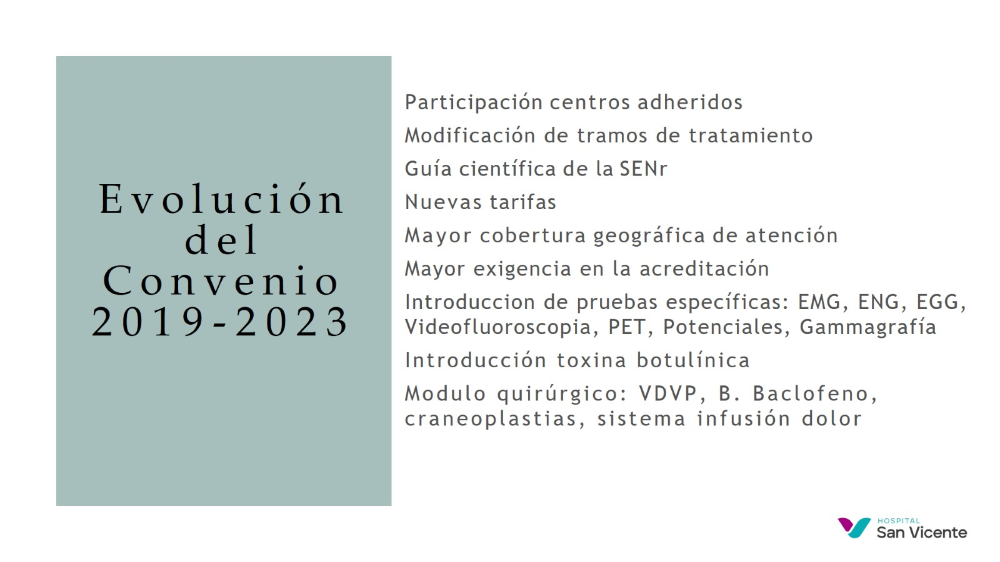 Evolución
del
Convenio
2019-2023
Participación centros adheridos
Modificación de tramos de tratamiento
Guía científica de la SENr
Nuevas tarifas
Mayor cobertura geográfica de atención
Mayor exigencia en la acreditación
Introduccion de pruebas específicas: EMG, ENG, EGG,
Videofluoroscopia, PET, Potenciales, Gammagrafía
Introducción toxina botulínica
Modulo quirúrgico: VDVP, B. Baclofeno,
craneoplastias, sistema infusión dolor
HOSPITAL
San Vicente